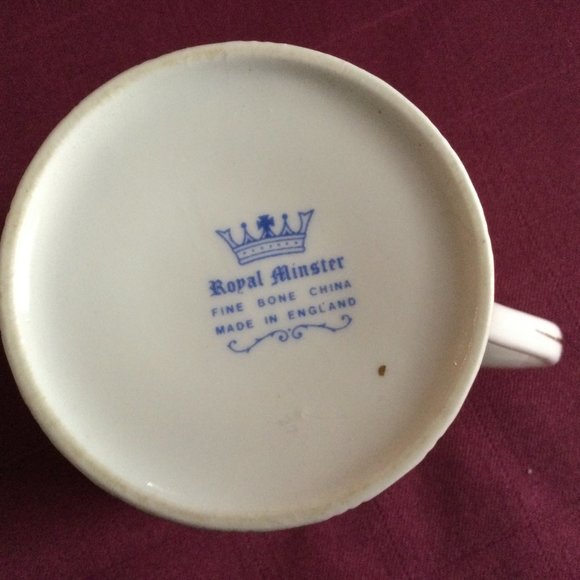 Royal Minster
FINE BONE CHINA
MADE IN ENGLAND